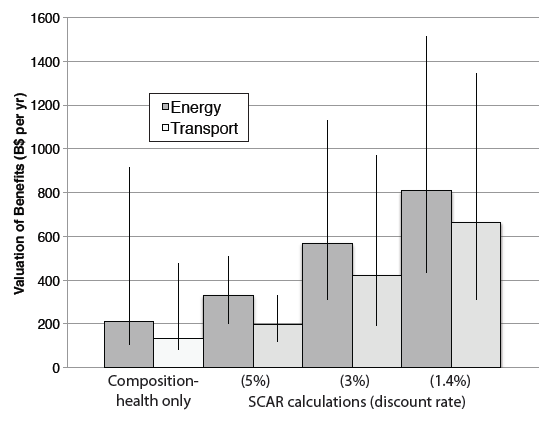 1600
1400
1200
1000
800
600
400
200
0
Valuation of Benefits (B$ per yr)
Energy
Transport
Composition-
health only
(5%)
(3%)
(1.4%)
SCAR calculations (discount rate)